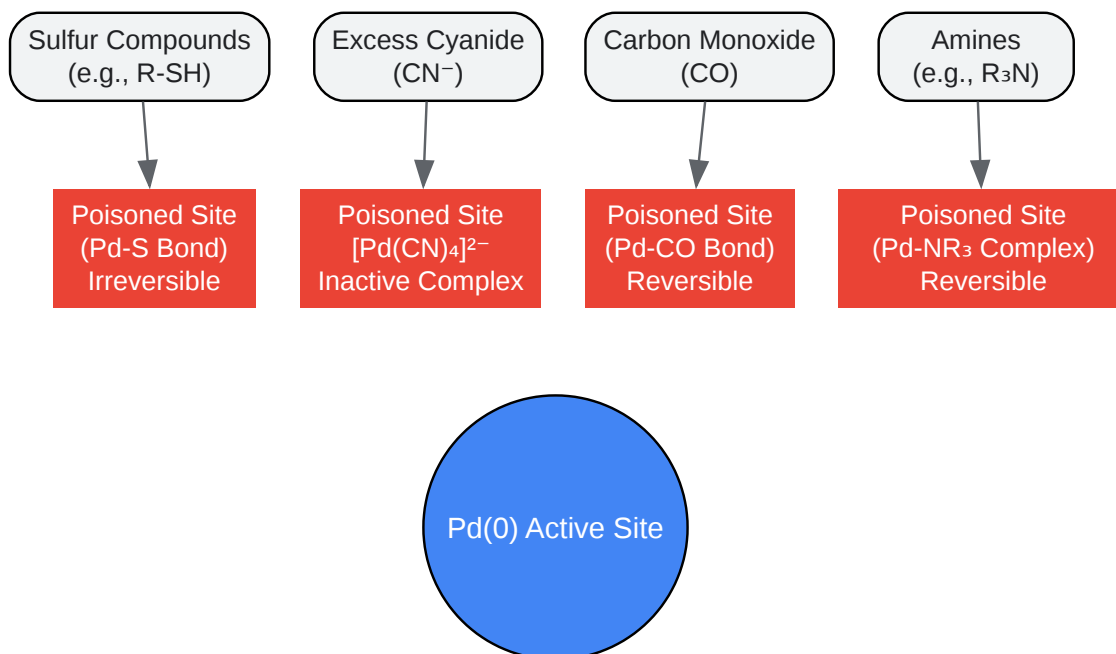 Sulfur Compounds
(e.g., R-SH)
Excess Cyanide
(CN⁻)
Carbon Monoxide
(CO)
Amines
(e.g., R₃N)
Poisoned Site
(Pd-S Bond)
Irreversible
Poisoned Site
[Pd(CN)₄]²⁻
Inactive Complex
Poisoned Site
(Pd-CO Bond)
Reversible
Poisoned Site
(Pd-NR₃ Complex)
Reversible
Pd(0) Active Site